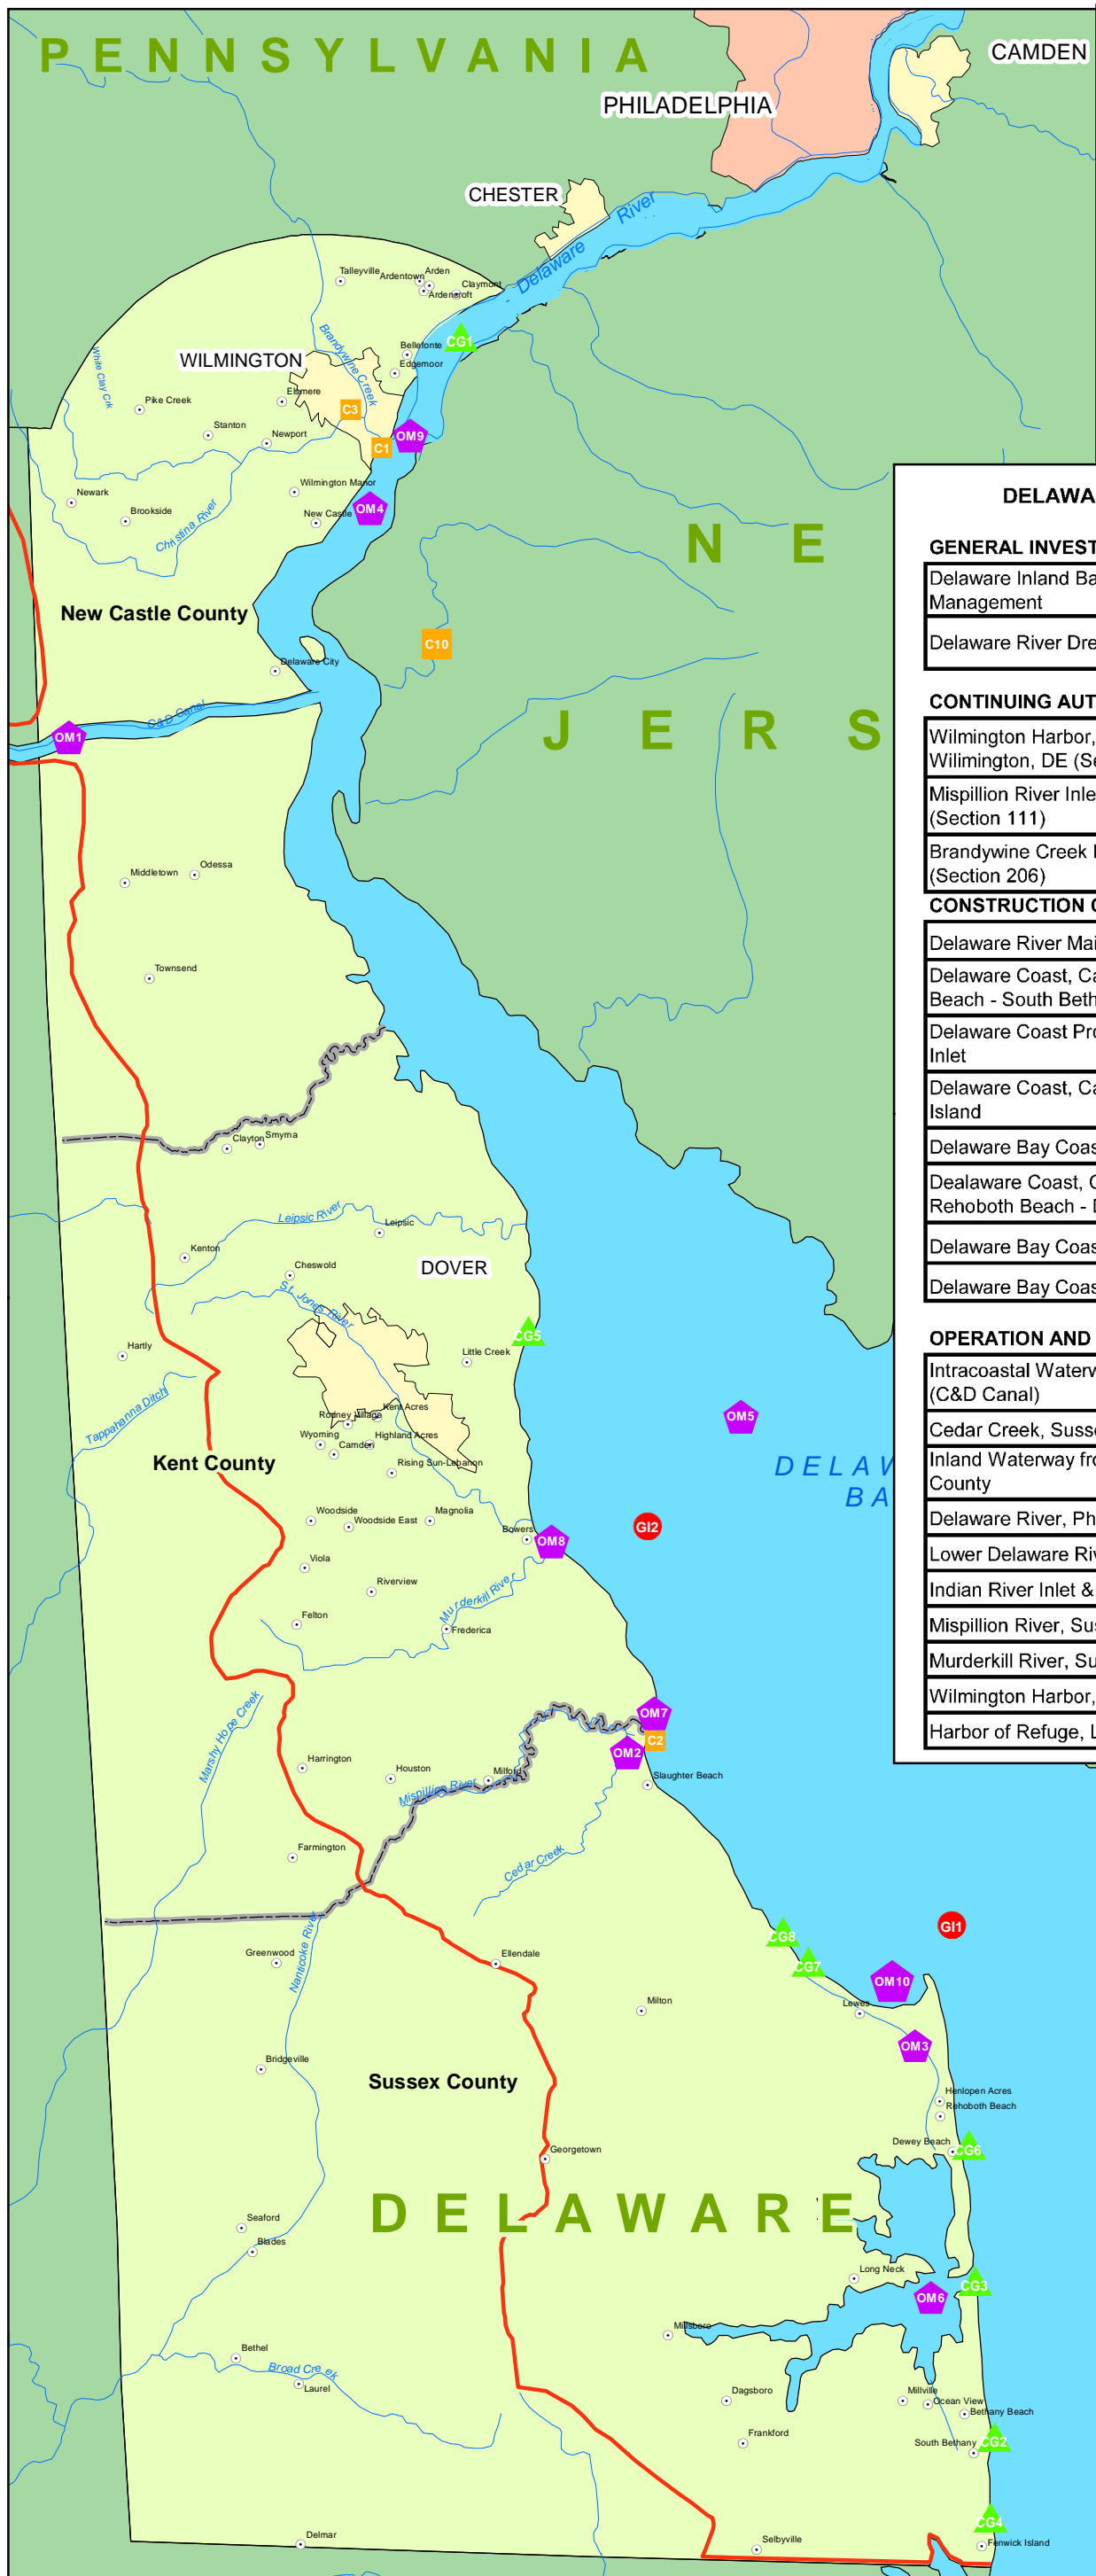 PENNSYLVANIA
CAMDEN
PHILADELPHIA
CHESTER
Delaware River
Talleyville
Ardentown
Arden
Ardencroft
Claymont
CG1
Brandywine Creek
Bellefonte
Edgemoor
WILMINGTON
White Clay Crk
Pike Creek
Elsmere
C3
Stanton
Newport
C1
OM9
Wilmington Manor
OM4
New Castle
Newark
Brookside
Christina River
NE
New Castle County
C10
Delaware City
JERS
C&D Canal
OM1
Middletown
Odessa
Townsend
Clayton
Smyrna
Leipsic River
Leipsic
Kenton
Cheswold
DOVER
St. Jones River
CG5
Hartly
Little Creek
Tappahanna Ditch
Rodney Village
Kent Acres
Wyoming
Camden
Highland Acres
Rising Sun-Lebanon
Kent County
OM5
DELAW
BA
Woodside
Woodside East
Magnolia
Bowers
OM8
GI2
Viola
Riverview
Murderkill River
Felton
Frederica
Marshy Hope Creek
OM7
C2
OM2
Harrington
Houston
Milford
Mispillion River
Slaughter Beach
Farmington
Cedar Creek
Nanticoke River
Greenwood
Ellendale
CG8
CG7
GI1
OM10
Milton
Lewes
OM3
Bridgeville
Sussex County
Henlopen Acres
Rehoboth Beach
Dewey Beach
CG6
Georgetown
DELAWARE
Seaford
Blades
Long Neck
CG3
OM6
Millsboro
Bethel
Broad Creek
Laurel
Dagsboro
Millville
Ocean View
Bethany Beach
Frankford
South Bethany
CG2
CG4
Delmar
Selbyville
Fenwick Island
DELAWA
GENERAL INVEST
Delaware Inland Ba
Management
Delaware River Dre
CONTINUING AUT
Wilmington Harbor,
Wilimington, DE (Se
Mispillion River Inle
(Section 111)
Brandywine Creek
(Section 206)
CONSTRUCTION
Delaware River Mai
Delaware Coast, Ca
Beach - South Beth
Delaware Coast Pro
Inlet
Delaware Coast, Ca
Island
Delaware Bay Coas
Dealaware Coast, C
Rehoboth Beach - D
Delaware Bay Coas
Delaware Bay Coas
OPERATION AND
Intracoastal Waterw
(C&D Canal)
Cedar Creek, Susse
Inland Waterway fro
County
Delaware River, Ph
Lower Delaware Riv
Indian River Inlet &
Mispillion River, Sus
Murderkill River, Su
Wilmington Harbor,
Harbor of Refuge, L